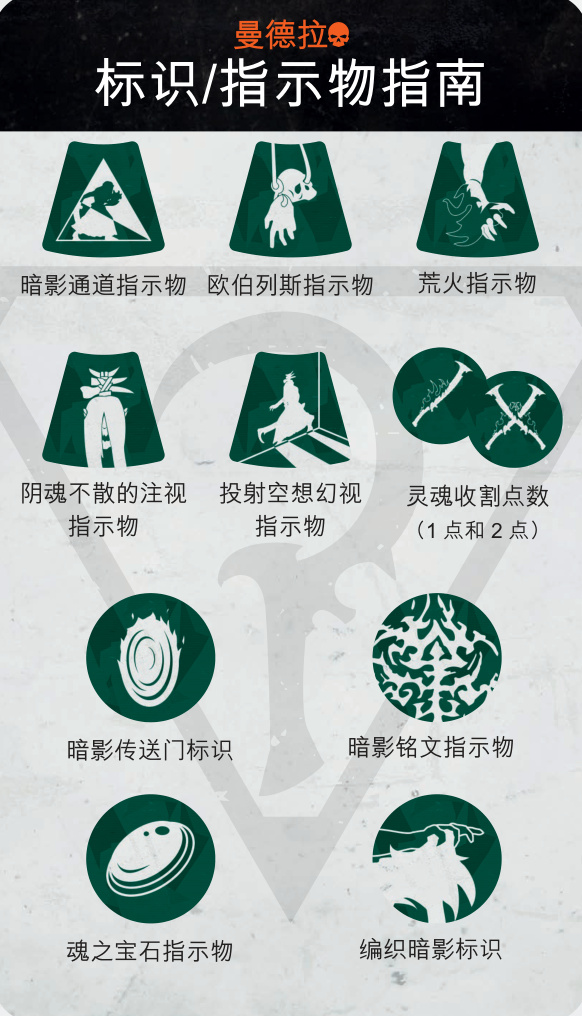 曼德拉
标识/指示物指南
暗影通道指示物
欧伯列斯指示物
荒火指示物
阴魂不散的注视
指示物
投射空想幻视
指示物
灵魂收割点数
（1 点和 2 点）
暗影传送门标识
暗影铭文指示物
魂之宝石指示物
编织暗影标识